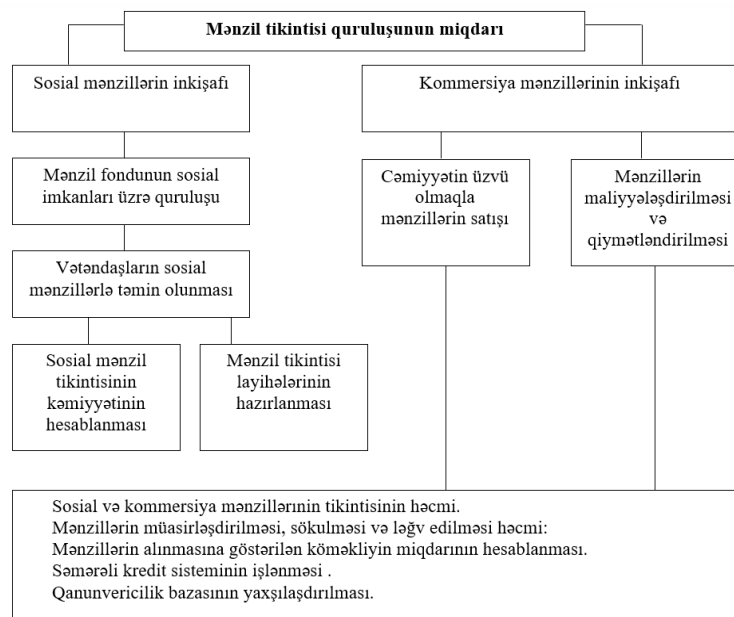 Mənzil tikintisi quruluşunun miqdarı
Sosial mənzillərin inkişafı
Kommersiya mənzillərinin inkişafı
Mənzil fondunun sosial
imkanları üzrə quruluşu
Cəmiyyətin üzvü
olmaqla
mənzillərin satışı
Mənzillərin
maliyyələşdirilməsi
və
qiymətləndirilməsi
Vətəndaşların sosial
mənzillərlə təmin olunması
Sosial mənzil
tikintisinin
kəmiyyətinin
hesablanması
Mənzil tikintisi
layihələrinin
hazırlanması
Sosial və kommersiya mənzillərının tikintisinin həcmi.
Mənzillərin müasirləşdirilməsi, sökulməsi və ləğv edilməsi həcmi:
Mənzillərin alınmasına göstərilən köməkliyin miqdarının hesablanması.
Səmərəli kredit sisteminin işlənməsi .
Qanunvericilik bazasının yaxşılaşdırılması.